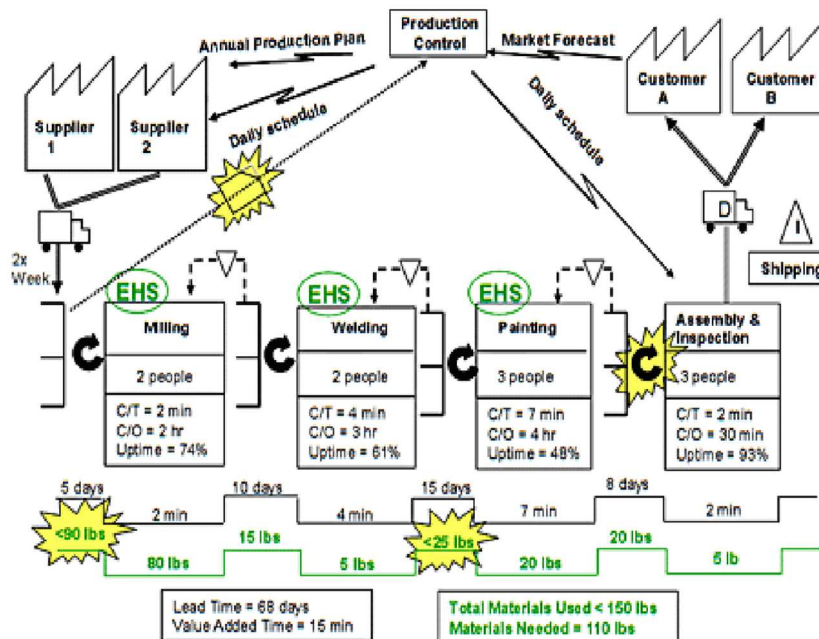 Production
Control
Annual Production Plan
Market Forecast
Supplier
1
Supplier
2
Daily schedule
Daily schedule
Customer
A
Customer
B
D
I
2x
Week
Shipping
EHS
Milling
2 people
C/T = 2 min
C/O = 2 hr
Uptime = 74%
EHS
Welding
2 people
C/T = 4 min
C/O = 3 hr
Uptime = 61%
EHS
Painting
3 people
C/T = 7 min
C/O = 4 hr
Uptime = 48%
Assembly &
Inspection
3 people
C/T = 2 min
C/O = 30 min
Uptime = 93%
5 days
2 min
10 days
4 min
15 days
7 min
8 days
2 min
<90 lbs
80 lbs
15 lbs
5 lbs
<25 lbs
20 lbs
20 lbs
5 lb
Lead Time = 68 days
Value Added Time = 15 min
Total Materials Used < 150 lbs
Materials Needed = 110 lbs